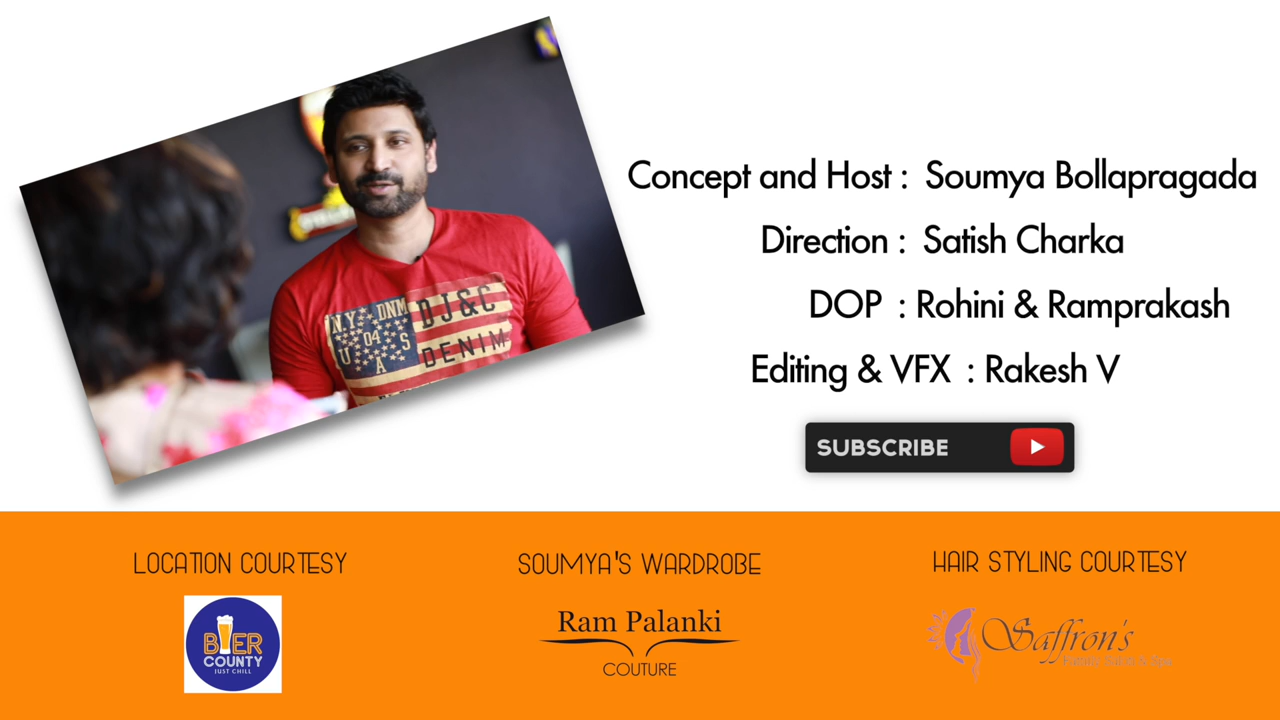 N.Y. DNM
04
U S
A
DJ&C
DENIM
Concept and Host : Soumya Bollapragada
Direction : Satish Charka
DOP : Rohini & Ramprakash
Editing & VFX : Rakesh V
SUBSCRIBE
LOCATION COURTESY
BIER
COUNTY
JUST CHILL
SOUMYA'S WARDROBE
Ram Palanki
COUTURE
HAIR STYLING COURTESY
Saffron's